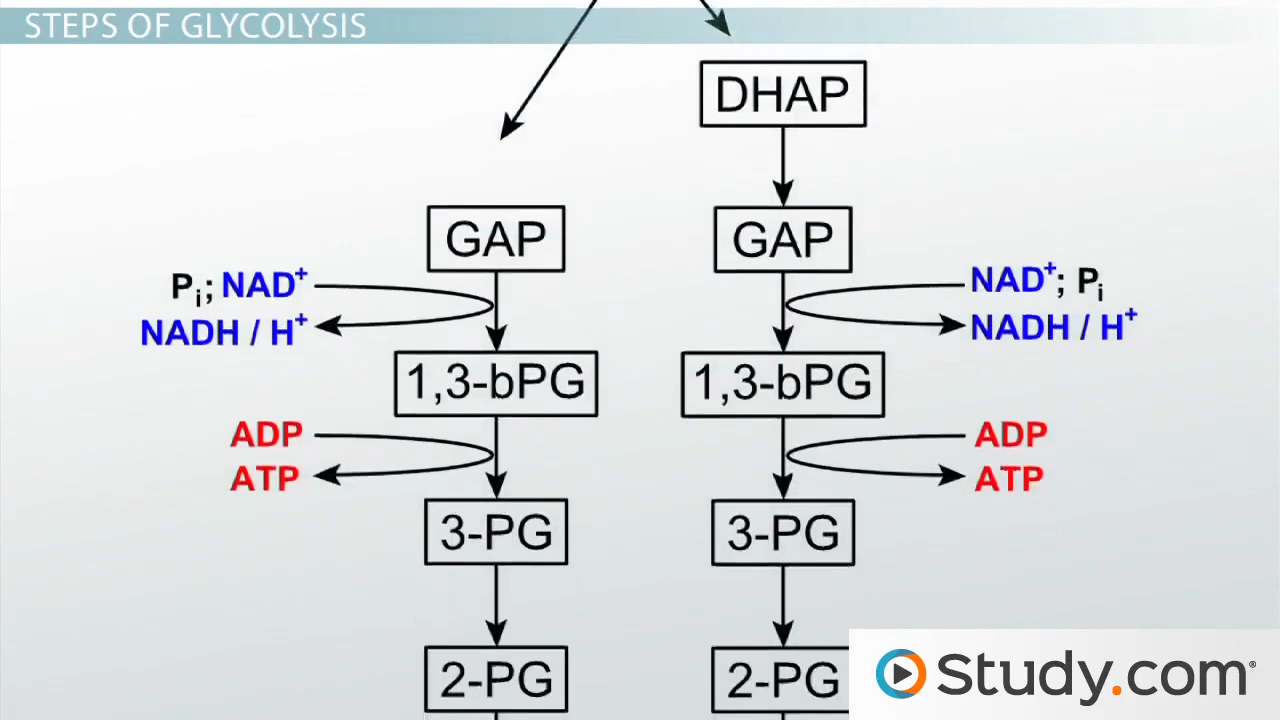 STEPS OF GLYCOLYSIS
DHAP
GAP
GAP
Pi; NAD+
NADH / H+
NAD+; Pi
NADH / H+
1,3-bPG
1,3-bPG
ADP
ATP
ADP
ATP
3-PG
3-PG
2-PG
2-PG
Study.com®